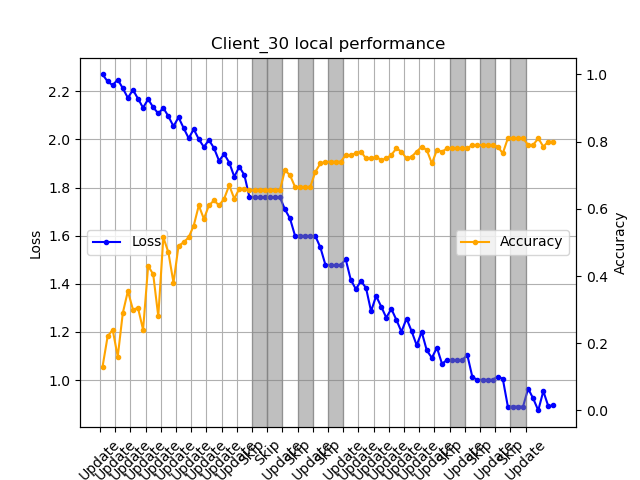 Client_30 local performance
2.2
2.0
1.8
1.6
1.4
1.2
1.0
Loss
1.0
0.8
0.6
0.4
0.2
0.0
Accuracy
Loss
Accuracy
Update
Update
Update
Update
Update
Update
Update
Update
Update
Update
Skip
Skip
Update
Skip
Update
Skip
Update
Update
Update
Update
Update
Update
Update
Skip
Update
Skip
Update
Skip
Update